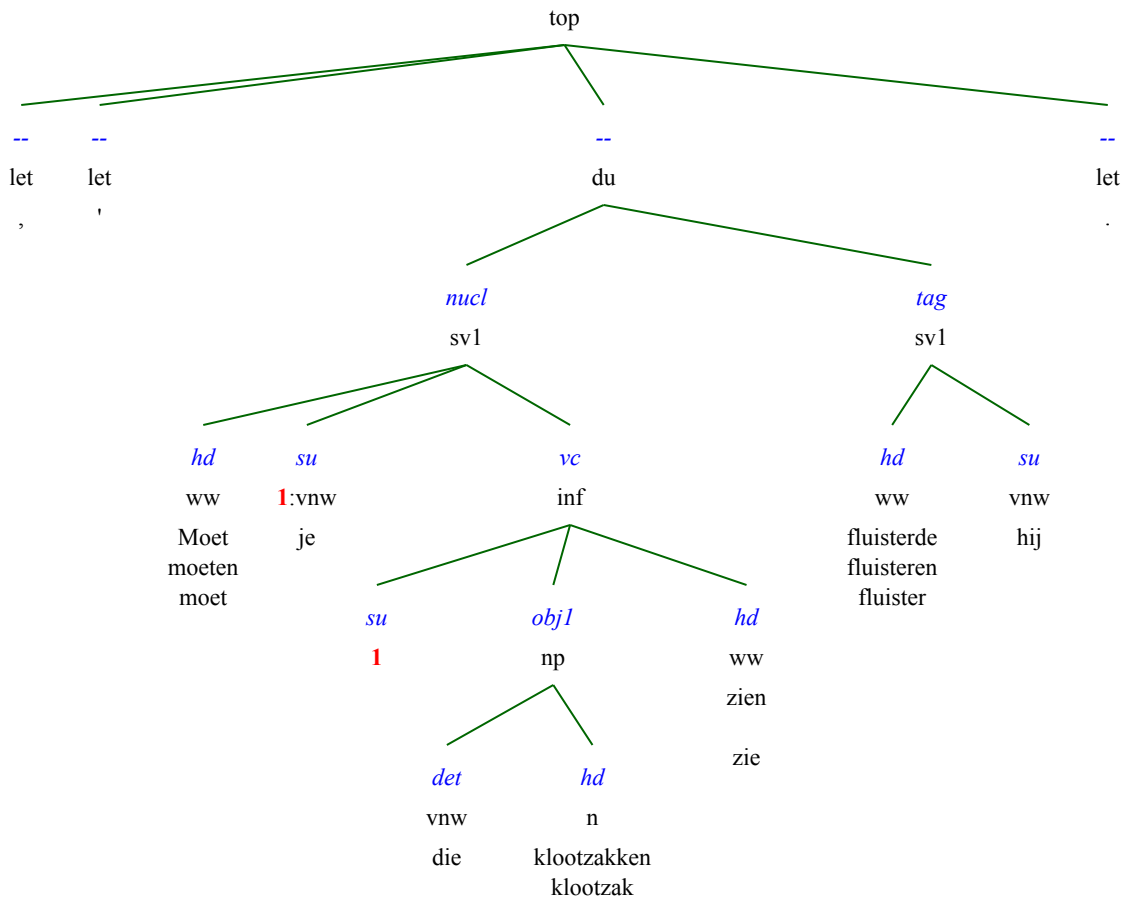 top
-- -- -- --
let let du let
, ' .
nucl tag
sv1 sv1
hd su vc hd su
ww 1:vnw inf ww vnw
Moet je fluisterde hij
moeten fluisteren
moet fluister
su obj1 hd
1 np ww
zien
zie
det hd
vnw n
die klootzakken
klootzak